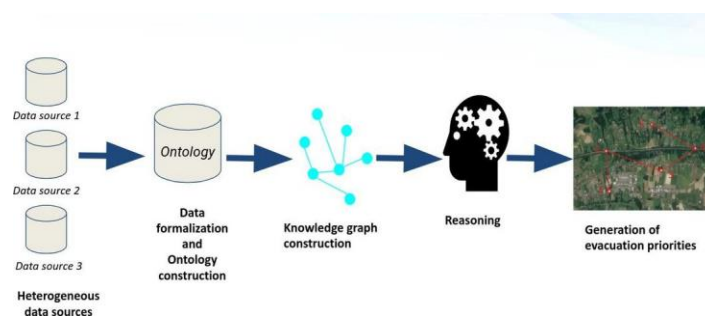 Data source 1
Data source 2
Data source 3
Heterogeneous
data sources
Ontology
Data
formalization
and
Ontology
construction
Knowledge graph
construction
Reasoning
Generation of
evacuation priorities